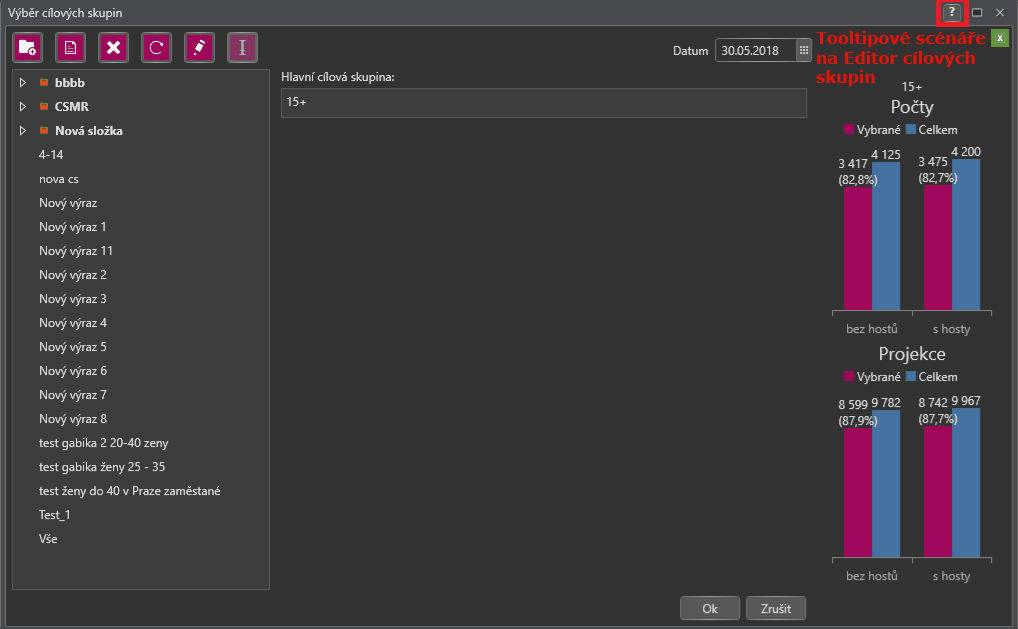 Výběr cílových skupin
?
Datum
30.05.2018
Tooltipové scénáře
na Editor cílových
skupin
x
bbbb
CSMR
Nová složka
4-14
nova cs
Nový výraz
Nový výraz 1
Nový výraz 11
Nový výraz 2
Nový výraz 3
Nový výraz 4
Nový výraz 5
Nový výraz 6
Nový výraz 7
Nový výraz 8
test gabika 2 20-40 zeny
test gabika ženy 25 - 35
test ženy do 40 v Praze zaměstané
Test_1
Vše
Hlavní cílová skupina:
15+
15+
Počty
Vybrané Celkem
3 417 (82,8%)
4 125
3 475 (82,7%)
4 200
bez hostů
s hosty
Projekce
Vybrané Celkem
8 599 (87,9%)
9 782
8 742 (87,7%)
9 967
bez hostů
s hosty
Ok
Zrušit